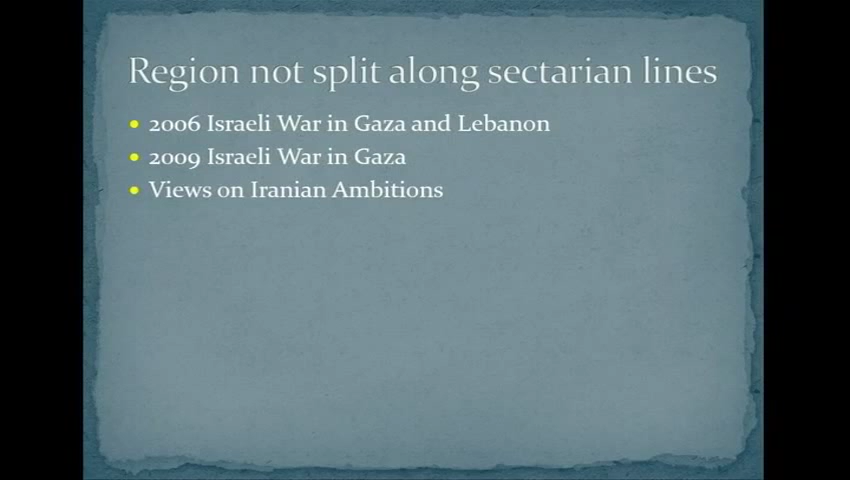 Region not split along sectarian lines
• 2006 Israeli War in Gaza and Lebanon
• 2009 Israeli War in Gaza
• Views on Iranian Ambitions